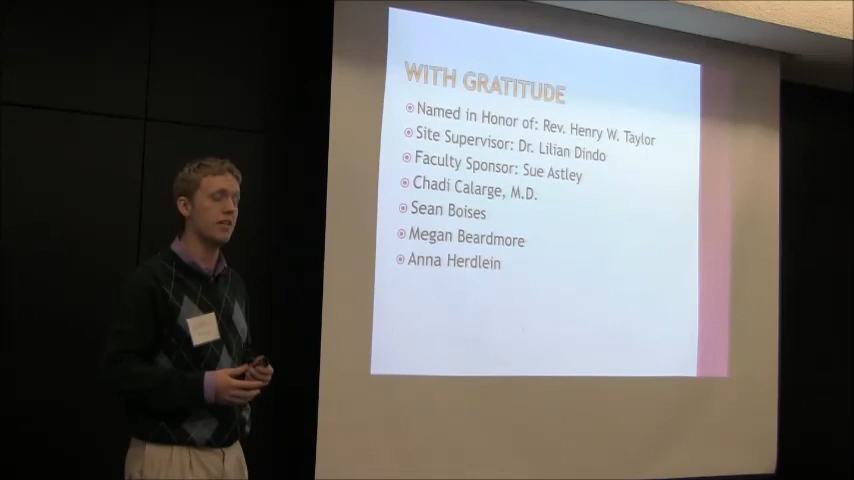 WITH GRATITUDE
Named in Honor of: Rev. Henry W. Taylor
Site Supervisor: Dr. Lilian Dindo
Faculty Sponsor: Sue Astley
Chadi Calarge, M.D.
Sean Boises
Megan Beardmore
Anna Herdlein